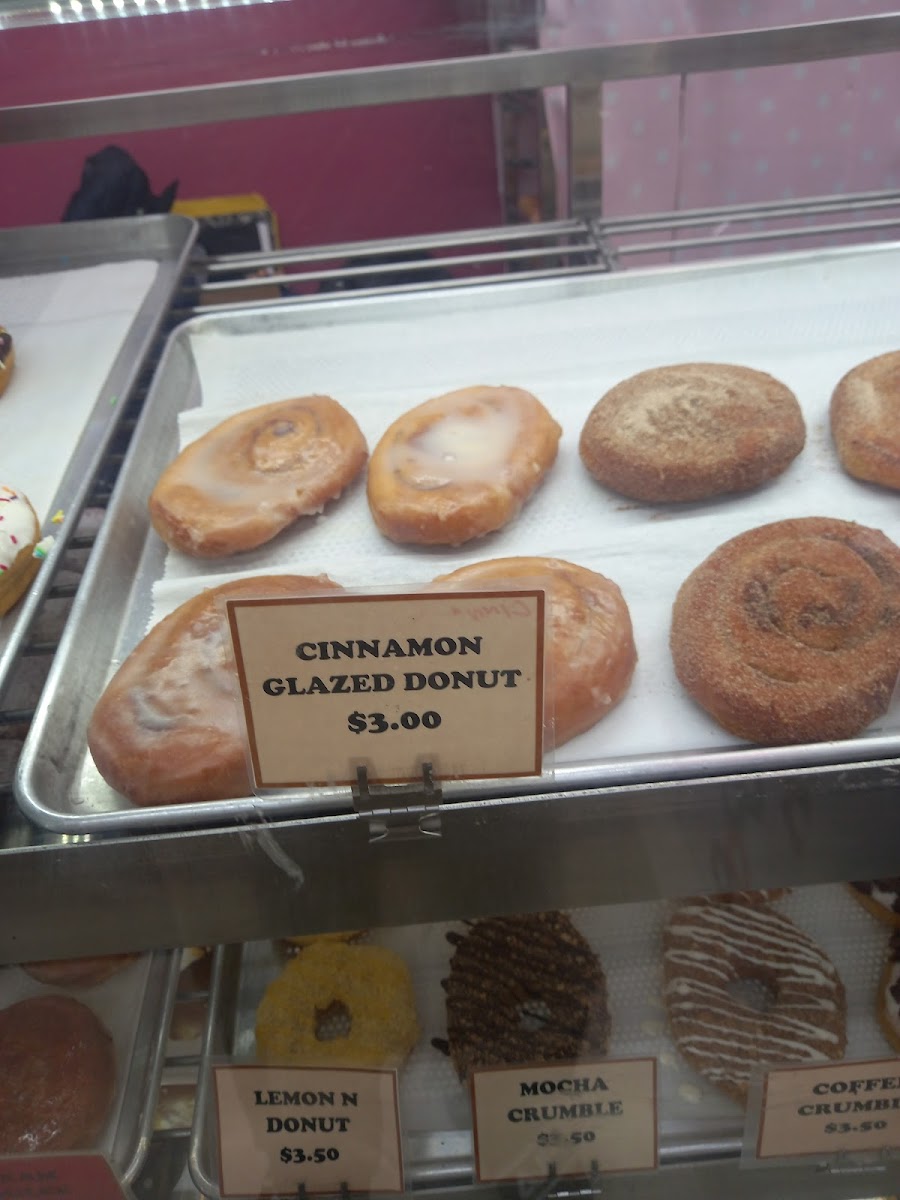 CINNAMON
GLAZED DONUT
$3.00
LEMON N
DONUT
$3.50
MOCHA
CRUMBLE
$3.50
COFFE
CRUMB
$3.50